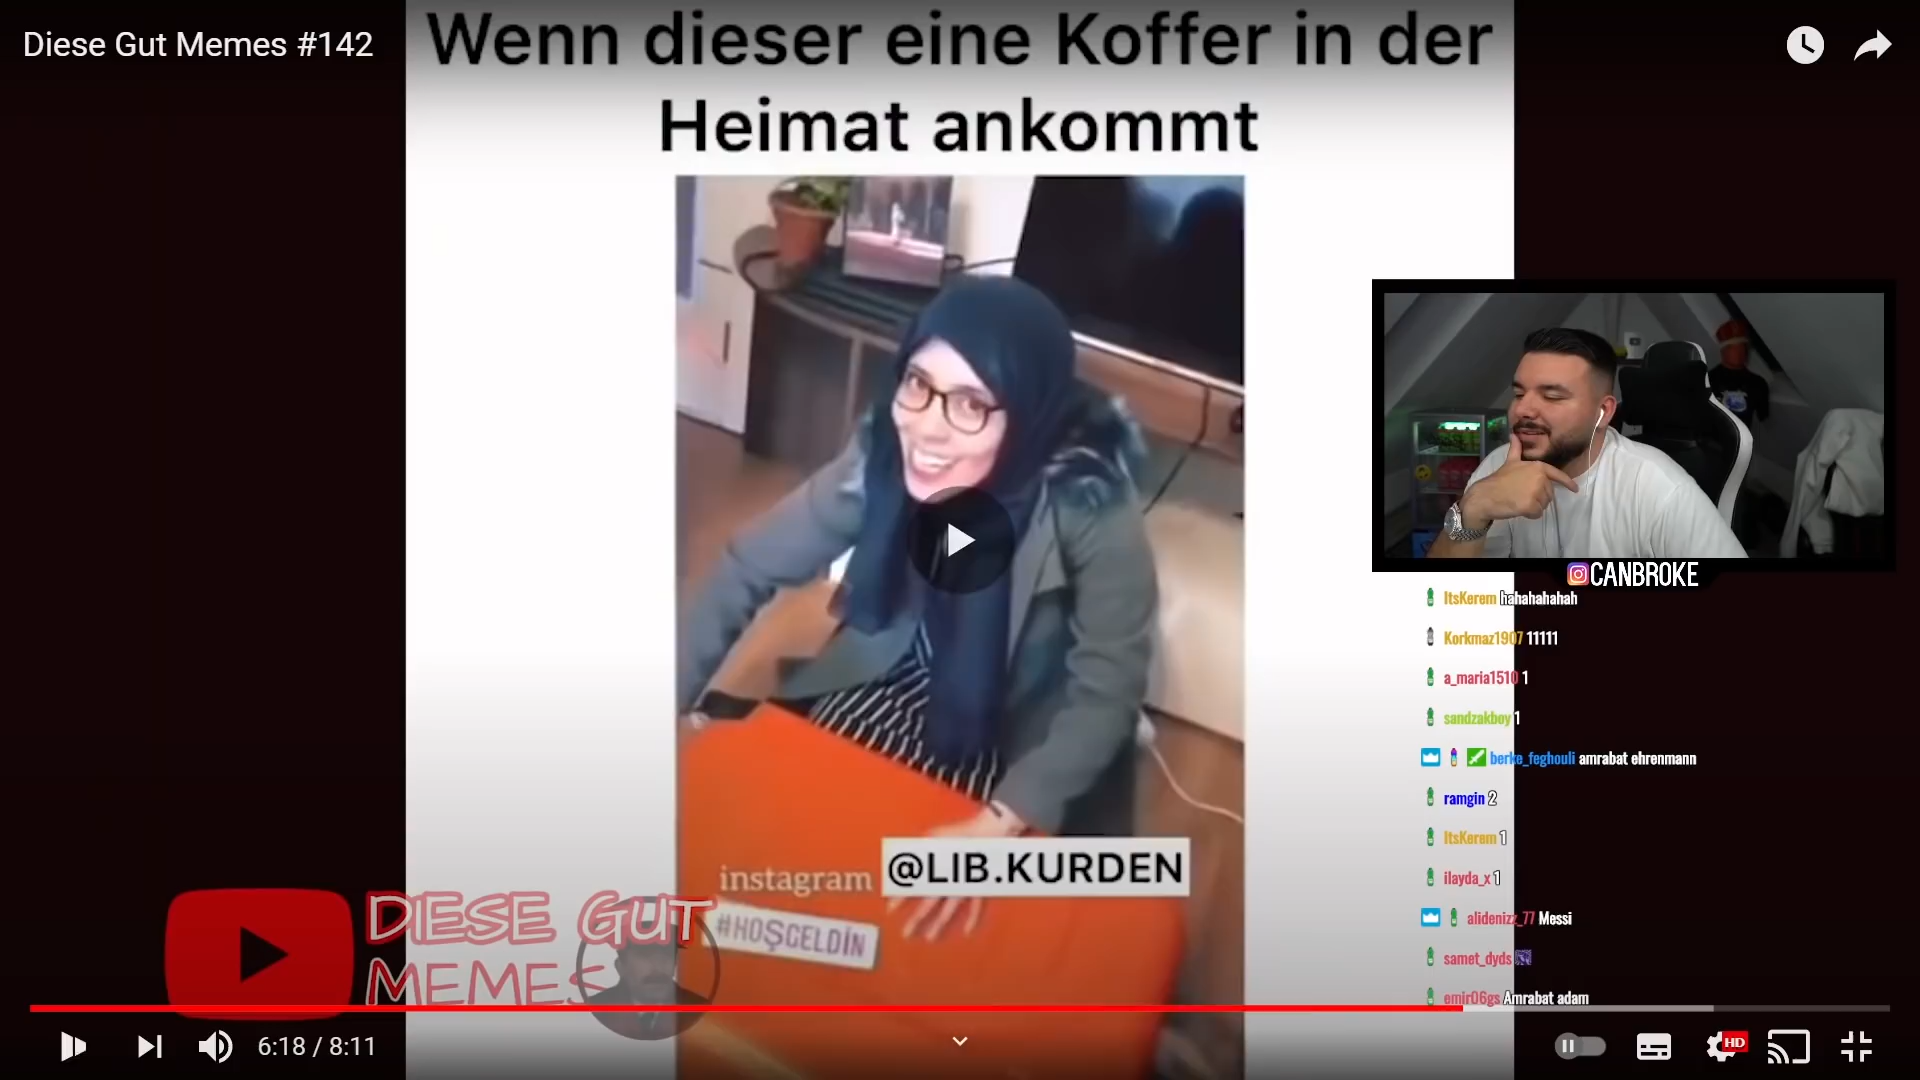 Diese Gut Memes #142
Wenn dieser eine Koffer in der
Heimat ankommt
CANBROKE
ItsKerem hahahahahah
Korkmaz1907 11111
a_maria1510 1
sandzakboy 1
berke_feghouli amrabat ehrenmann
ramgin 2
ItsKerem 1
ilayda_x 1
alidenizz_77 Messi
samet_dyds
emir06gs Amrabat adam
instagram @LIB.KURDEN
#HOŞGELDİN
DIESE GUT
MEMES
6:18 / 8:11
HD